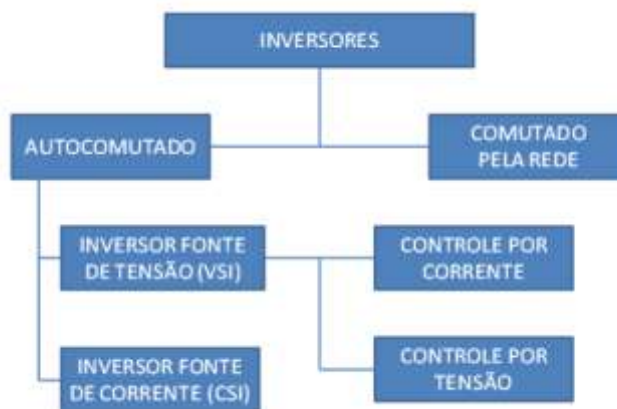 INVERSORES
AUTOCOMUTADO
COMUTADO
PELA REDE
INVERSOR FONTE
DE TENSÃO (VSI)
CONTROLE POR
CORRENTE
INVERSOR FONTE
DE CORRENTE (CSI)
CONTROLE POR
TENSÃO